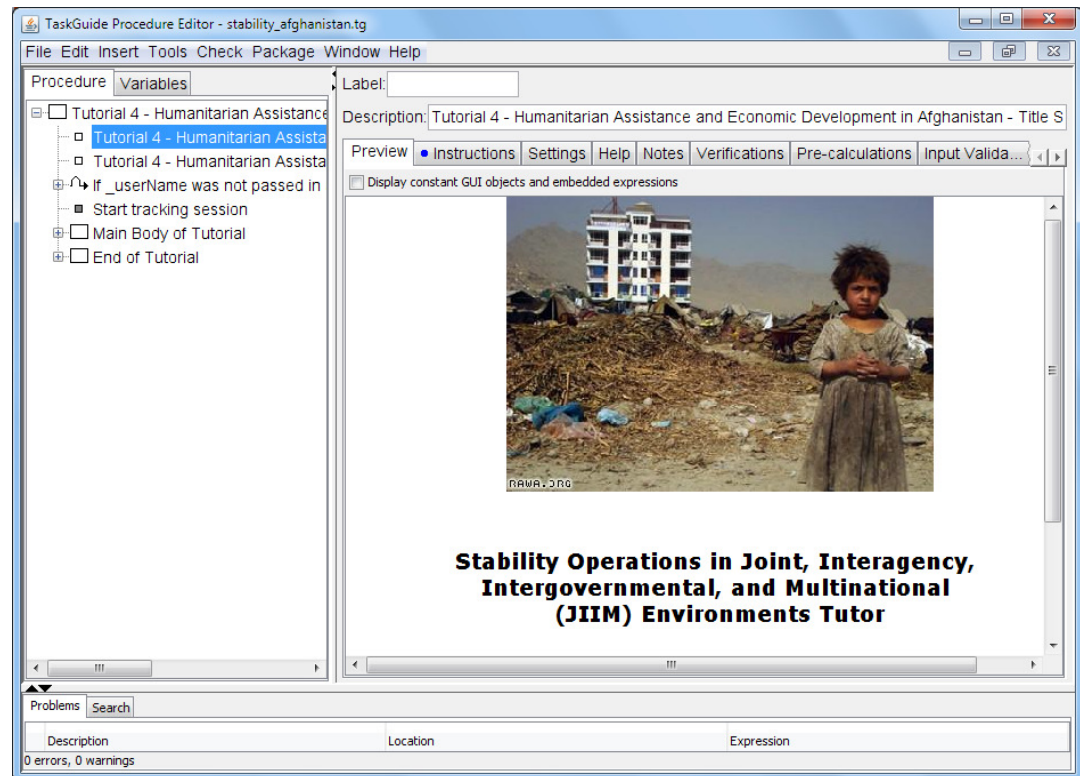 TaskGuide Procedure Editor - stability_afghanistan.tg
File Edit Insert Tools Check Package Window Help
Procedure Variables
Tutorial 4 - Humanitarian Assistance
Tutorial 4 - Humanitarian Assista
Tutorial 4 - Humanitarian Assista
If _userName was not passed in
Start tracking session
Main Body of Tutorial
End of Tutorial
Label:
Description: Tutorial 4 - Humanitarian Assistance and Economic Development in Afghanistan - Title S
Preview Instructions Settings Help Notes Verifications Pre-calculations Input Valida...
Display constant GUI objects and embedded expressions
RAWA.ORG
Stability Operations in Joint, Interagency,
Intergovernmental, and Multinational
(JIIM) Environments Tutor
Problems Search
Description Location Expression
0 errors, 0 warnings